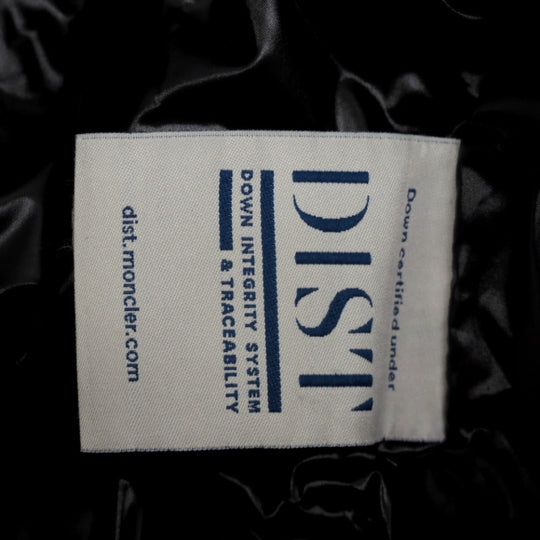 Down certified under
DIST
DOWN INTEGRITY SYSTEM
& TRACEABILITY
dist.moncler.com